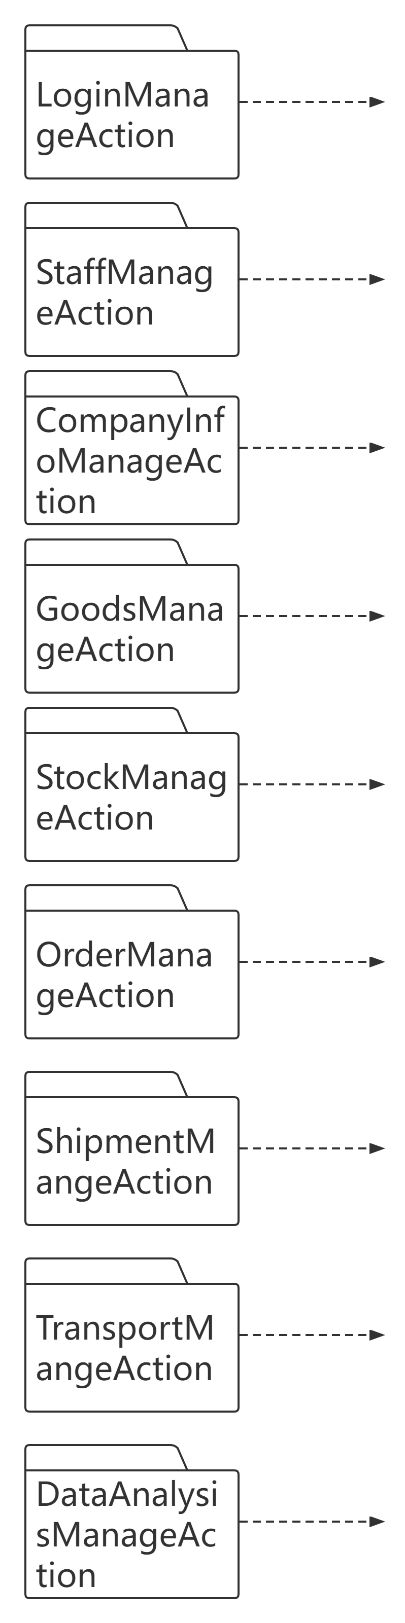 LoginMana
geAction
StaffManag
eAction
CompanyInf
oManageAc
tion
GoodsMana
geAction
StockManag
eAction
OrderMana
geAction
ShipmentM
angeAction
TransportM
angeAction
DataAnalysi
sManageAc
tion